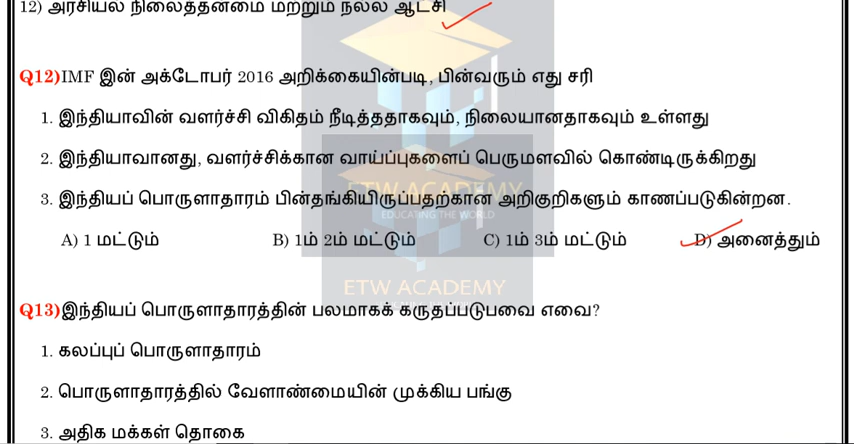 12) அரசியல் நிலைத்தன்மை மற்றும் நல்ல ஆட்சி
Q12)IMF இன் அக்டோபர் 2016 அறிக்கையின்படி, பின்வரும் எது சரி
1. இந்தியாவின் வளர்ச்சி விகிதம் நீடித்ததாகவும், நிலையானதாகவும் உள்ளது
2. இந்தியாவானது, வளர்ச்சிக்கான வாய்ப்புகளைப் பெருமளவில் கொண்டிருக்கிறது
3. இந்தியப் பொருளாதாரம் பின்தங்கியிருப்பதற்கான அறிகுறிகளும் காணப்படுகின்றன.
ETW ACADEMY
EDUCATING THE WORLD
A) 1 மட்டும் B) 1ம் 2ம் மட்டும் C) 1ம் 3ம் மட்டும் D) அனைத்தும்
ETW ACADEMY
Q13)இந்தியப் பொருளாதாரத்தின் பலமாகக் கருதப்படுபவை எவை?
1. கலப்புப் பொருளாதாரம்
2. பொருளாதாரத்தில் வேளாண்மையின் முக்கிய பங்கு
3. அதிக மக்கள் தொகை